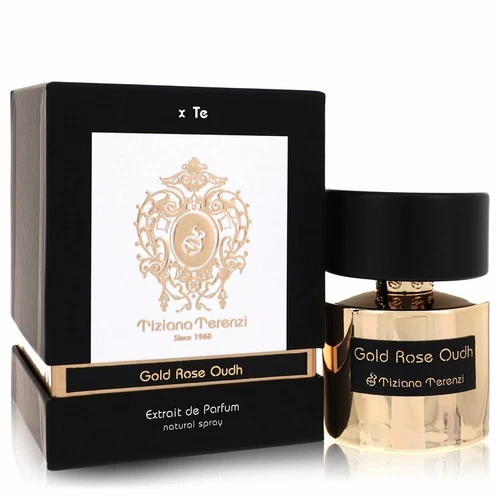 x Te
Tiziana Terenzi
Since 1968
Gold Rose Oudh
Extrait de Parfum
natural spray
Gold Rose Oudh
Tiziana Terenzi